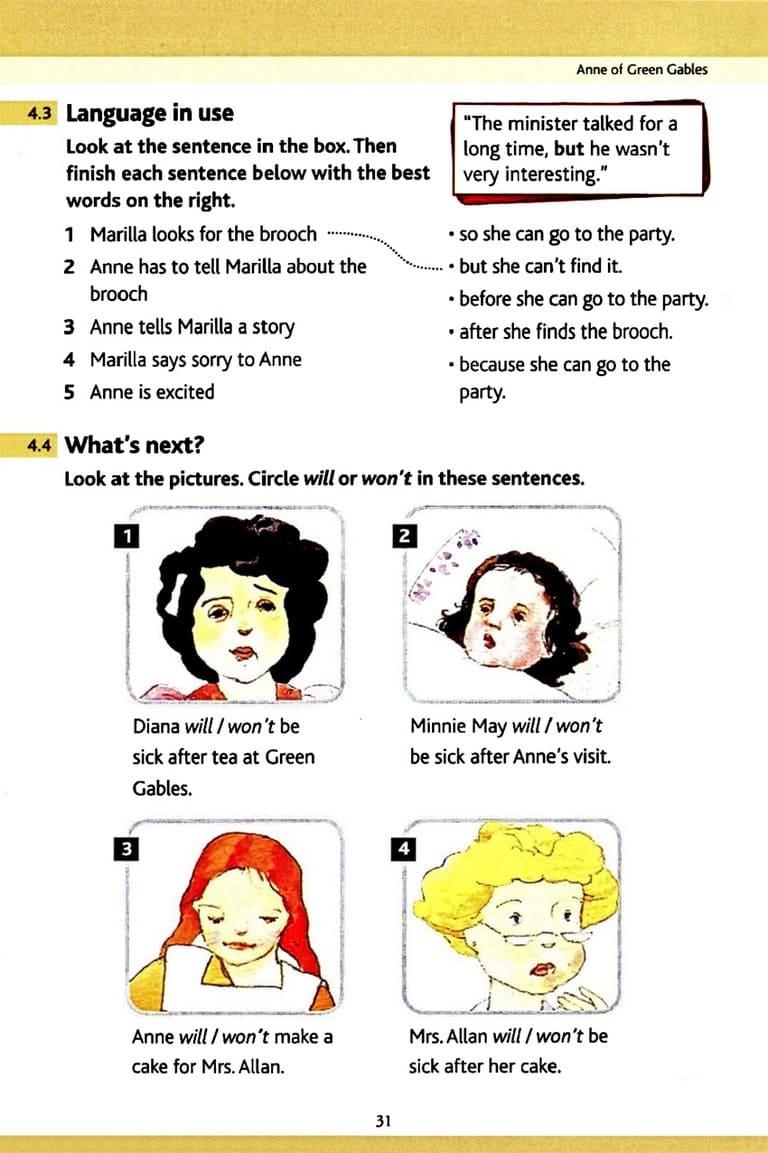 Anne of Green Gables
4.3 Language in use
Look at the sentence in the box. Then
finish each sentence below with the best
words on the right.
"The minister talked for a
long time, but he wasn't
very interesting."
1 Marilla looks for the brooch
2 Anne has to tell Marilla about the
brooch
3 Anne tells Marilla a story
4 Marilla says sorry to Anne
5 Anne is excited
• so she can go to the party.
• but she can't find it.
• before she can go to the party.
• after she finds the brooch.
• because she can go to the
party.
4.4 What's next?
Look at the pictures. Circle will or won't in these sentences.
1
Diana will / won't be
sick after tea at Green
Gables.
2
Minnie May will / won't
be sick after Anne's visit.
3
Anne will / won't make a
cake for Mrs. Allan.
4
Mrs. Allan will / won't be
sick after her cake.
31